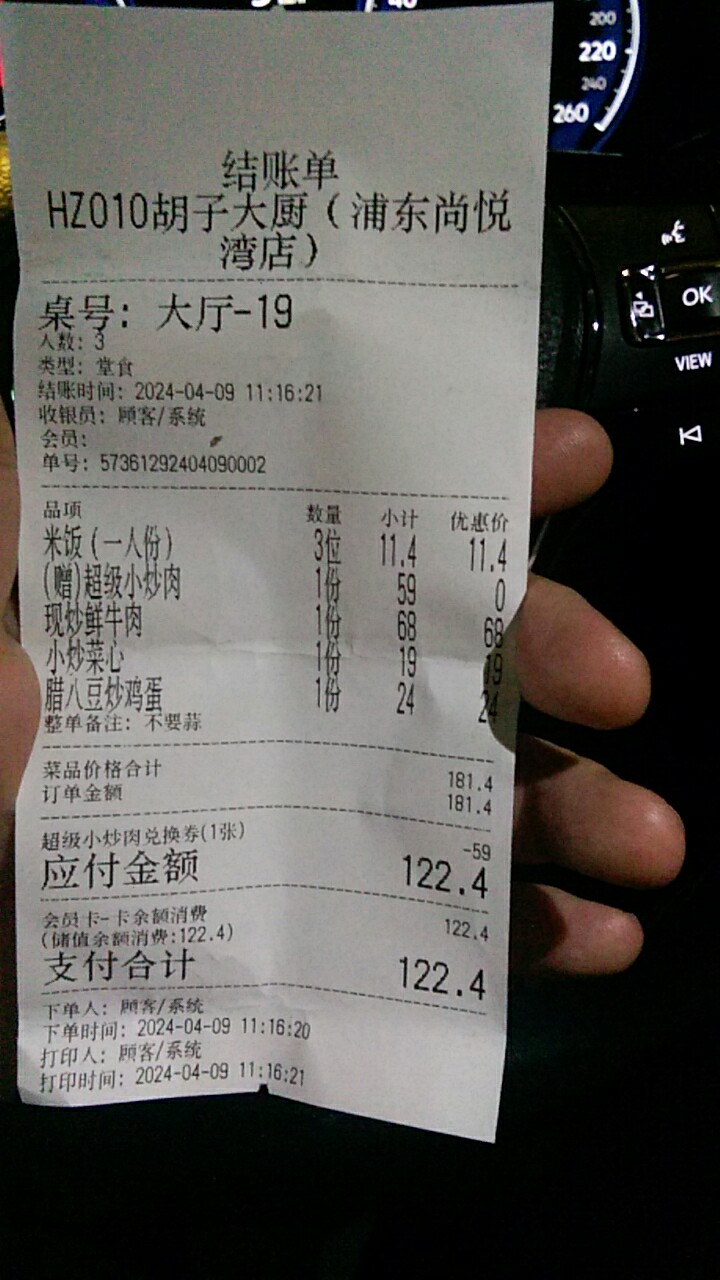 40
200
220
240
260
OK
VIEW
结账单
HZ010胡子大厨（浦东尚悦
湾店）
桌号: 大厅-19
人数: 3
类型: 堂食
结账时间: 2024-04-09 11:16:21
收银员: 顾客/系统
会员:
单号: 57361292404090002
品项 数量 小计 优惠价
米饭（一人份） 3位 11.4 11.4
(赠)超级小炒肉 1份 59 0
现炒鲜牛肉 1份 68 68
小炒菜心 1份 19 19
腊八豆炒鸡蛋 1份 24 24
整单备注: 不要蒜
菜品价格合计 181.4
订单金额 181.4
超级小炒肉兑换券(1张) -59
应付金额 122.4
会员卡-卡余额消费 122.4
(储值余额消费:122.4)
支付合计 122.4
下单人: 顾客/系统
下单时间: 2024-04-09 11:16:20
打印人: 顾客/系统
打印时间: 2024-04-09 11:16:21